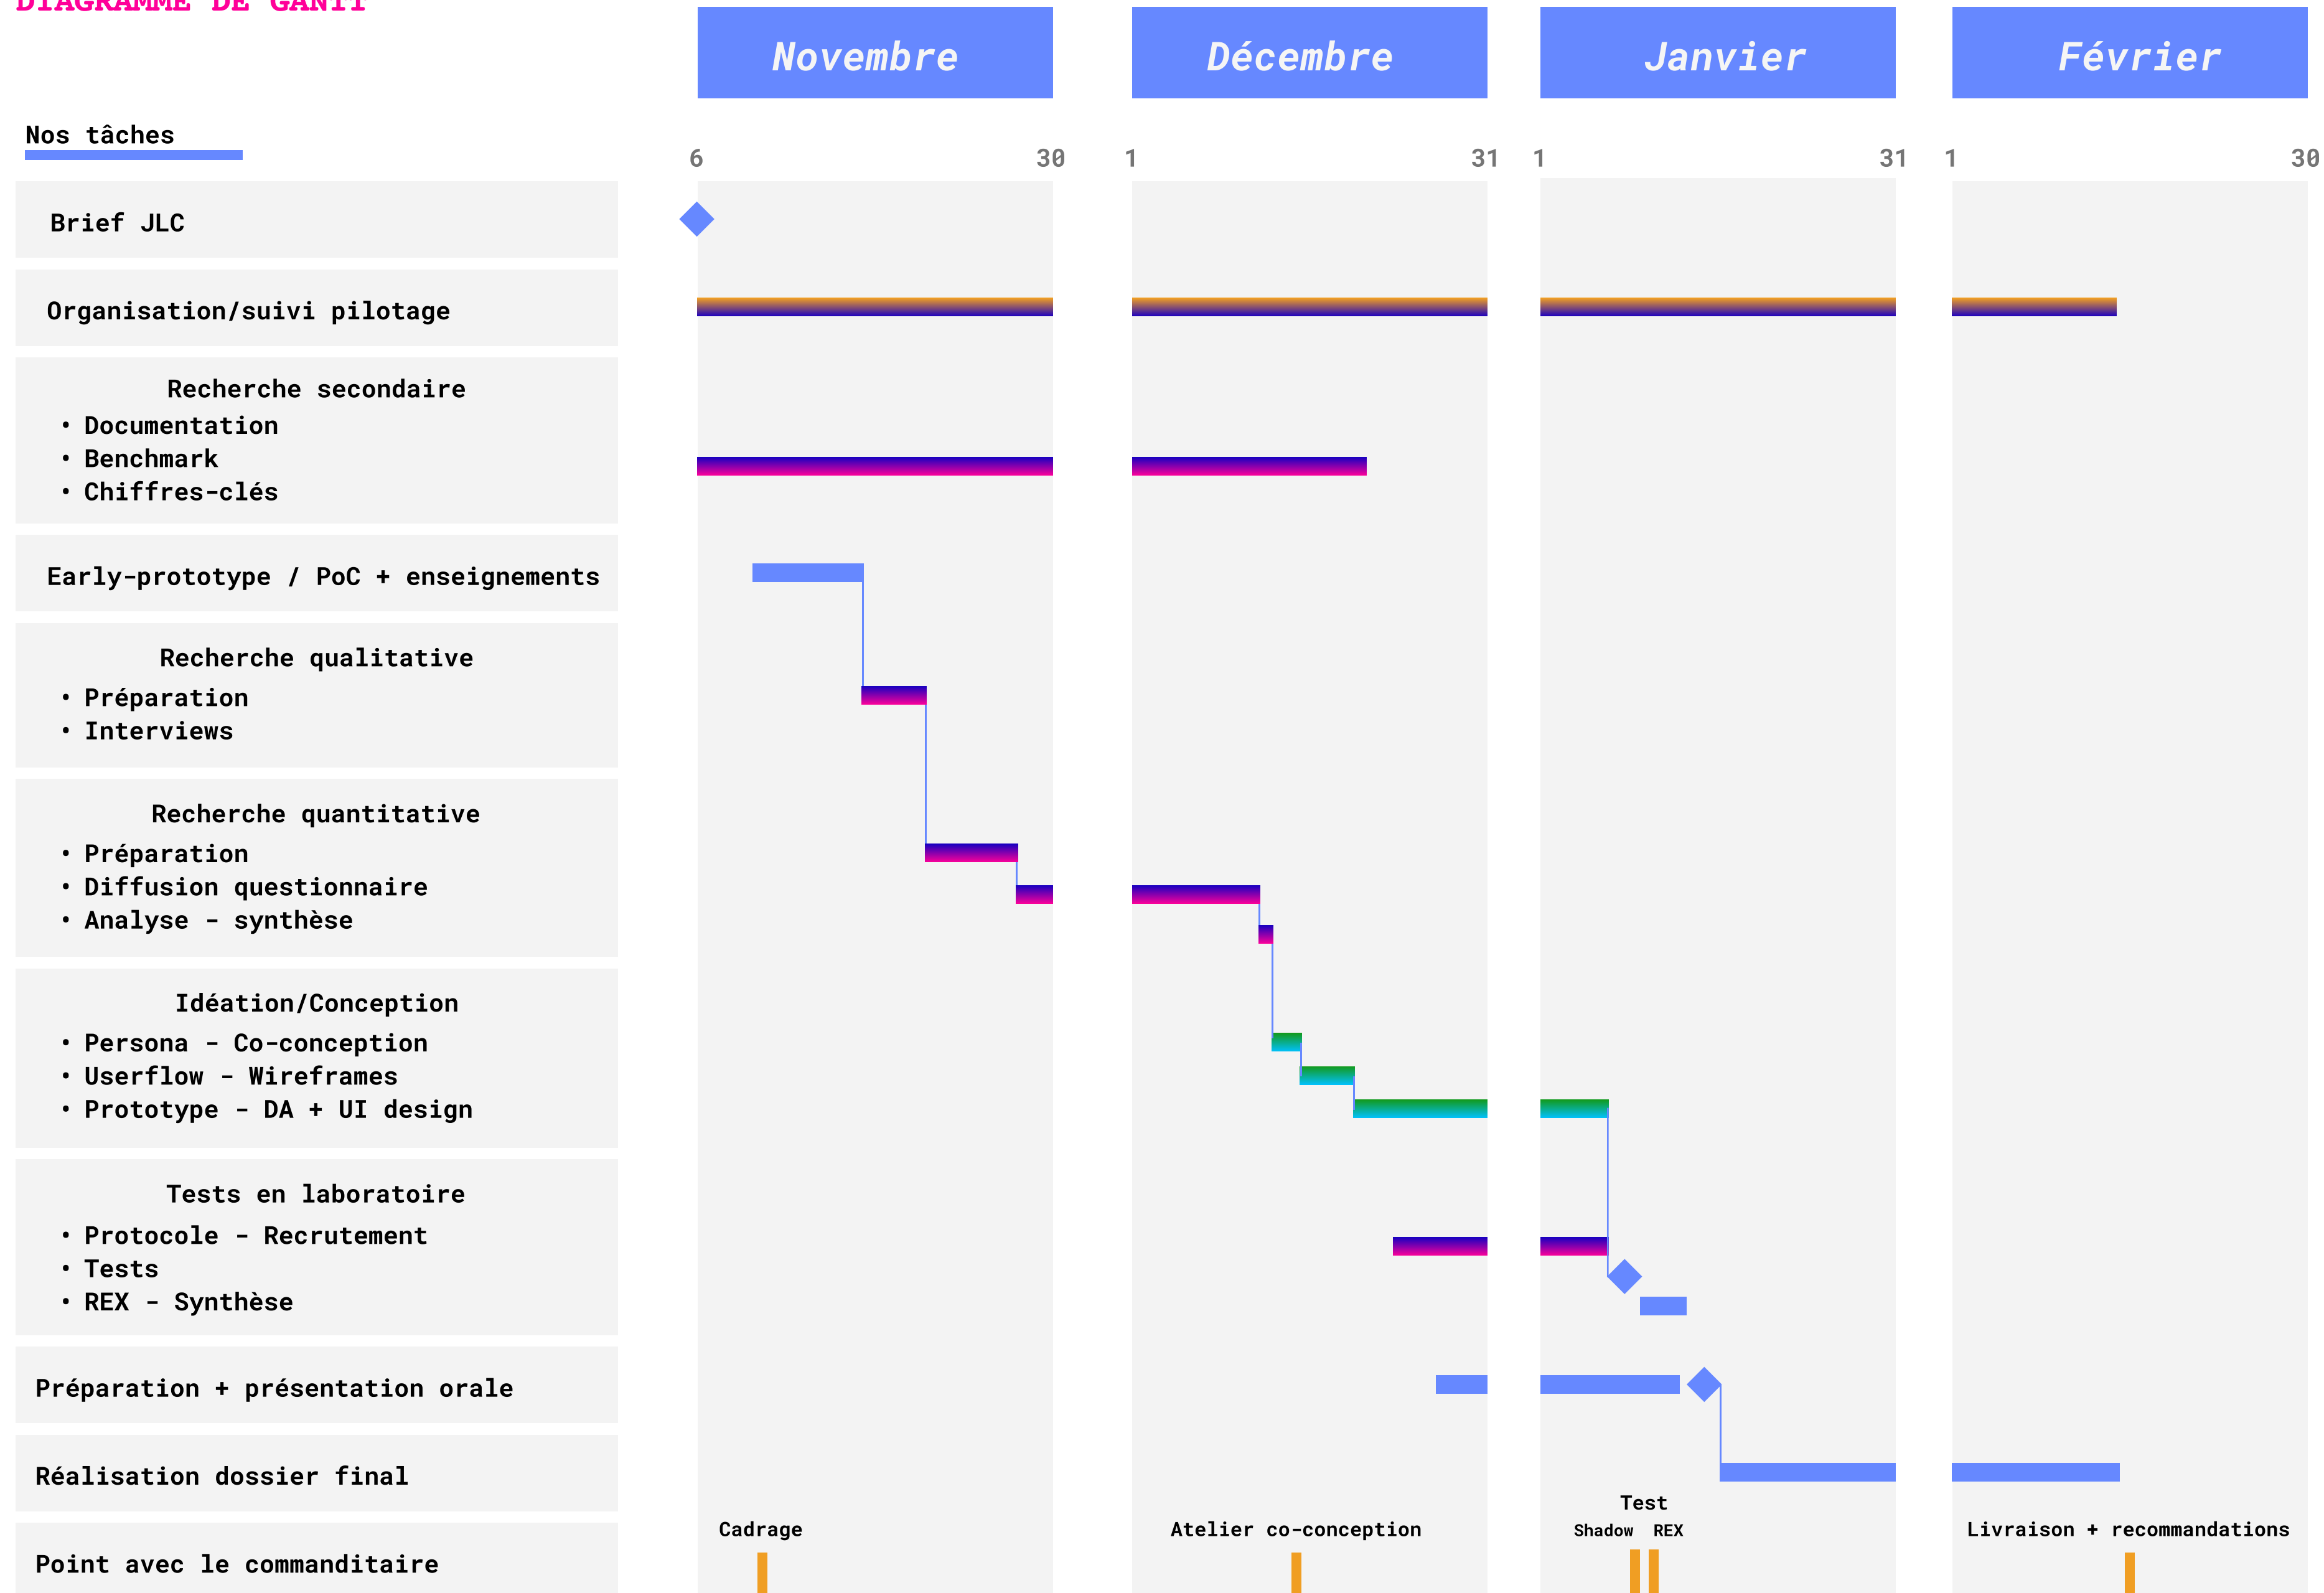 DIAGRAMME DE GANTT
Novembre
Décembre
Janvier
Février
Nos tâches
6
30
1
31
1
31
1
30
Brief JLC
Organisation/suivi pilotage
Recherche secondaire
• Documentation
• Benchmark
• Chiffres-clés
Early-prototype / PoC + enseignements
Recherche qualitative
• Préparation
• Interviews
Recherche quantitative
• Préparation
• Diffusion questionnaire
• Analyse - synthèse
Idéation/Conception
• Persona - Co-conception
• Userflow - Wireframes
• Prototype - DA + UI design
Tests en laboratoire
• Protocole - Recrutement
• Tests
• REX - Synthèse
Préparation + présentation orale
Réalisation dossier final
Test
Cadrage
Atelier co-conception
Shadow
REX
Livraison + recommandations
Point avec le commanditaire